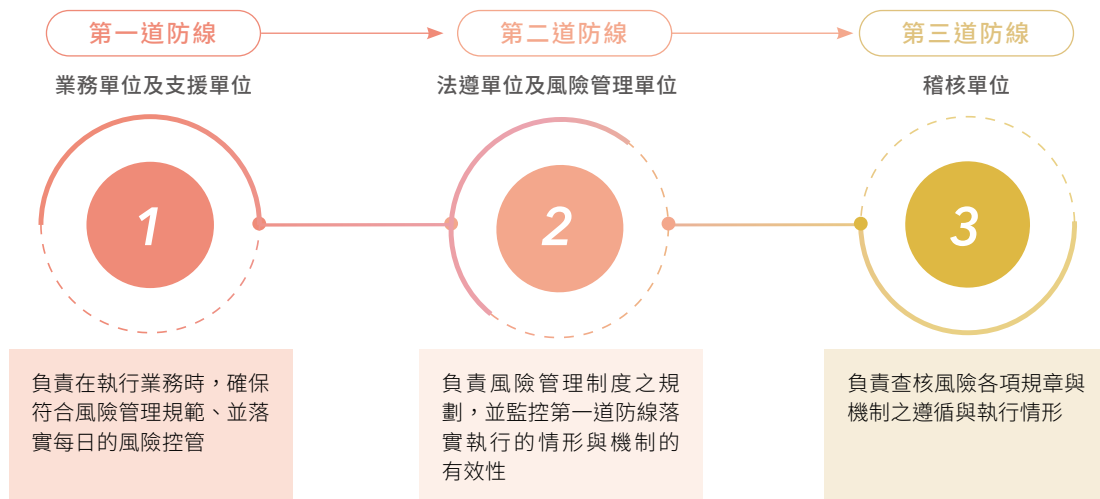 第一道防線
第二道防線
第三道防線
業務單位及支援單位
法遵單位及風險管理單位
稽核單位
1
2
3
負責在執行業務時，確保
符合風險管理規範、並落
實每日的風險控管
負責風險管理制度之規
劃，並監控第一道防線落
實執行的情形與機制的
有效性
負責查核風險各項規章與
機制之遵循與執行情形